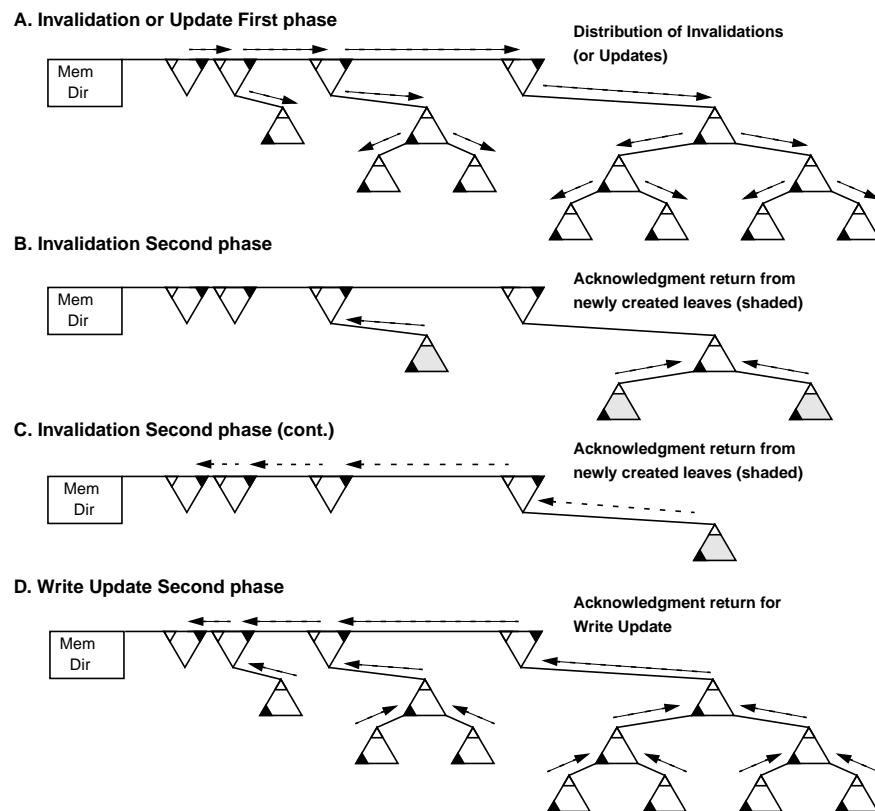 A. Invalidation or Update First phase
Distribution of Invalidations
(or Updates)
Mem
Dir
B. Invalidation Second phase
Acknowledgment return from
newly created leaves (shaded)
Mem
Dir
C. Invalidation Second phase (cont.)
Acknowledgment return from
newly created leaves (shaded)
Mem
Dir
D. Write Update Second phase
Acknowledgment return for
Write Update
Mem
Dir